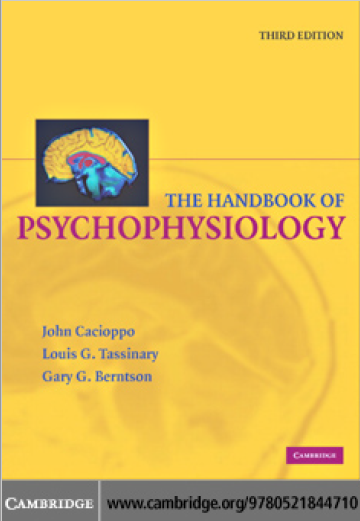 THIRD EDITION
THE HANDBOOK OF
PSYCHOPHYSIOLOGY
John Cacioppo
Louis G. Tassinary
Gary G. Berntson
CAMBRIDGE
CAMBRIDGE www.cambridge.org/9780521844710